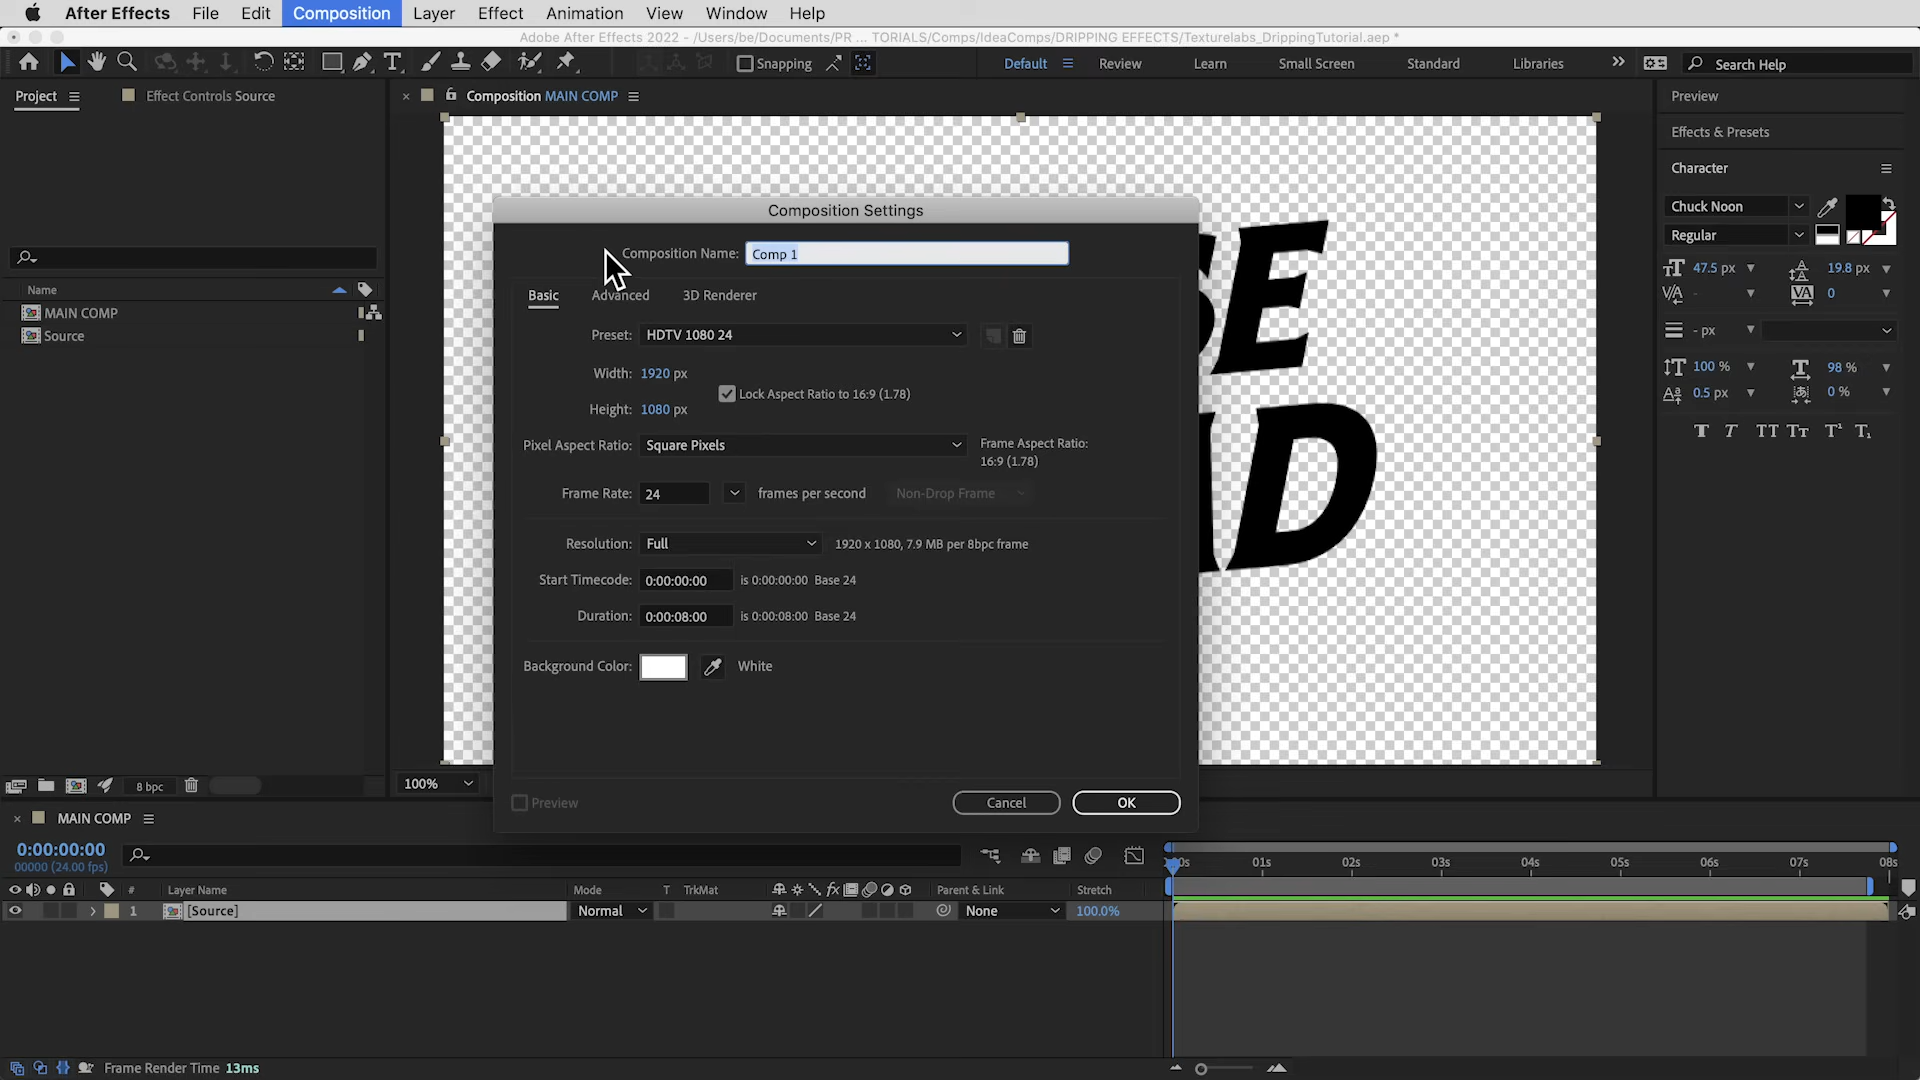 After Effects File Edit Composition Layer Effect Animation View Window Help
Adobe After Effects 2022 - /Users/be/Documents/PR ... TORIALS/Comps/IdeaComps/DRIPPING EFFECTS/Texturelabs_DrippingTutorial.aep *
Snapping Default Review Learn Small Screen Standard Libraries Search Help
Project Effect Controls Source Composition MAIN COMP Preview
Effects & Presets
Character
Composition Settings
Chuck Noon
Regular
Composition Name: Comp 1
SE
47.5 px 19.8 px
- 0
Name
Basic Advanced 3D Renderer
MAIN COMP
- px
Source
Preset: HDTV 1080 24
100 % 98 %
Width: 1920 px
0.5 px 0 %
Lock Aspect Ratio to 16:9 (1.78)
Height: 1080 px
T T TT Tт T¹ T₁
Pixel Aspect Ratio: Square Pixels Frame Aspect Ratio:
16:9 (1.78)
AD
Frame Rate: 24 frames per second Non-Drop Frame
Resolution: Full 1920 x 1080, 7.9 MB per 8bpc frame
Start Timecode: 0:00:00:00 is 0:00:00:00 Base 24
Duration: 0:00:08:00 is 0:00:08:00 Base 24
Background Color: White
8 bpc 100%
Preview Cancel OK
MAIN COMP
0:00:00:00
00000 (24.00 fps)
0s 01s 02s 03s 04s 05s 06s 07s 08s
# Layer Name Mode T TrkMat fx Parent & Link Stretch
1 [Source] Normal None 100.0%
Frame Render Time 13ms